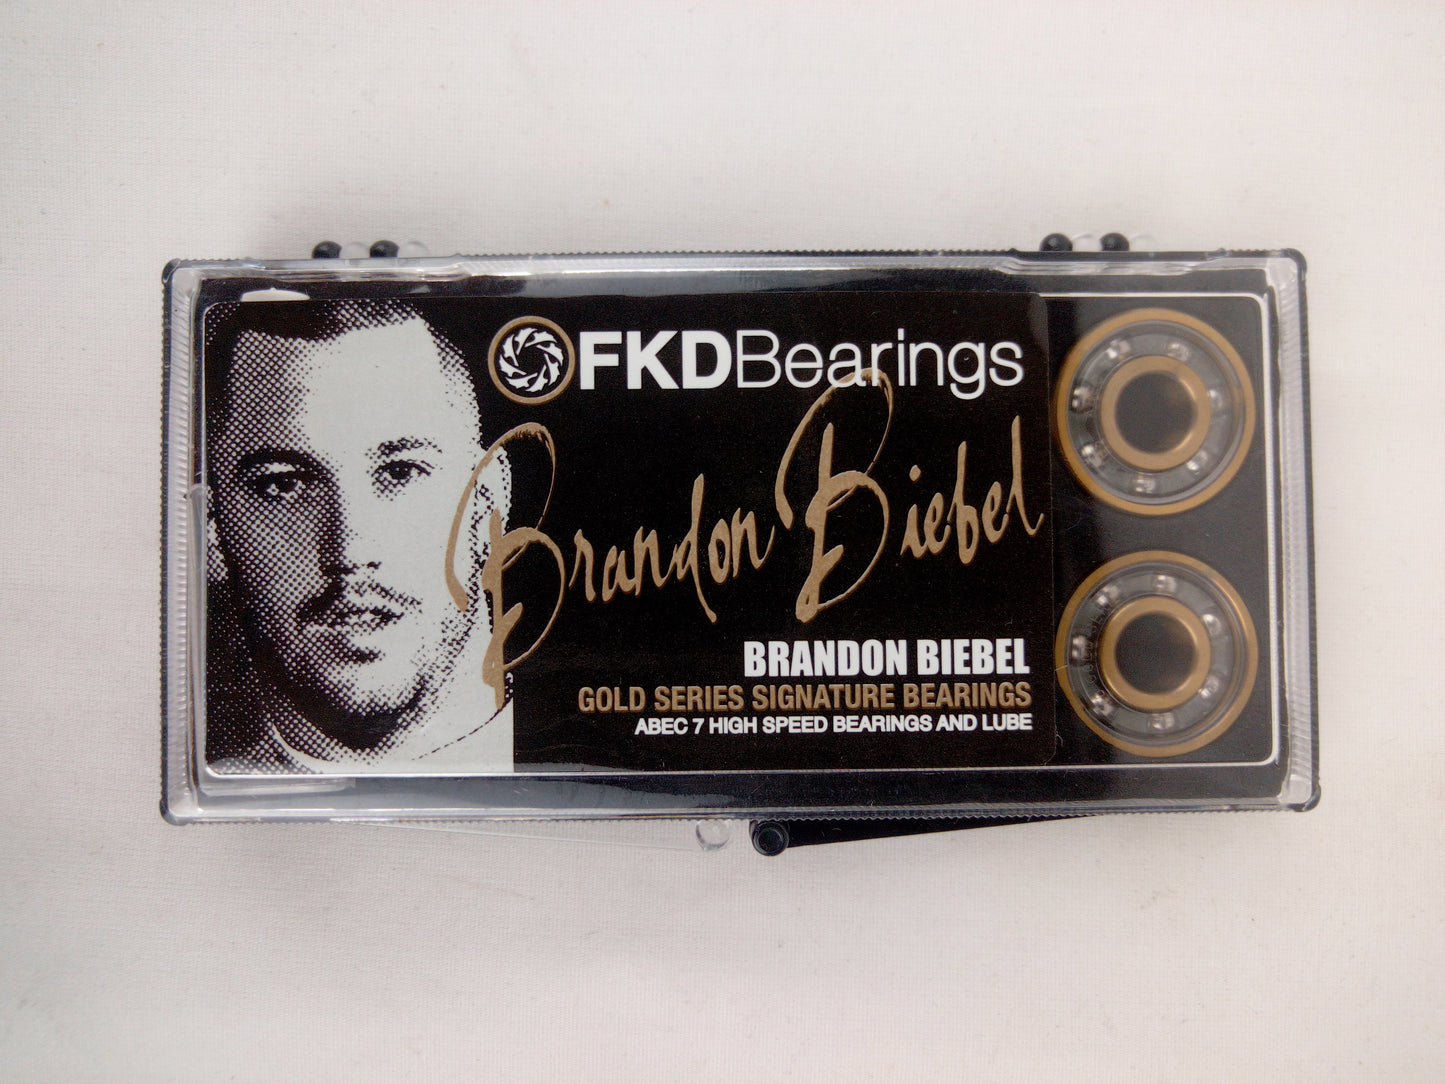 FKDBearings
Brandon Biebel
BRANDON BIEBEL
GOLD SERIES SIGNATURE BEARINGS
ABEC 7 HIGH SPEED BEARINGS AND LUBE